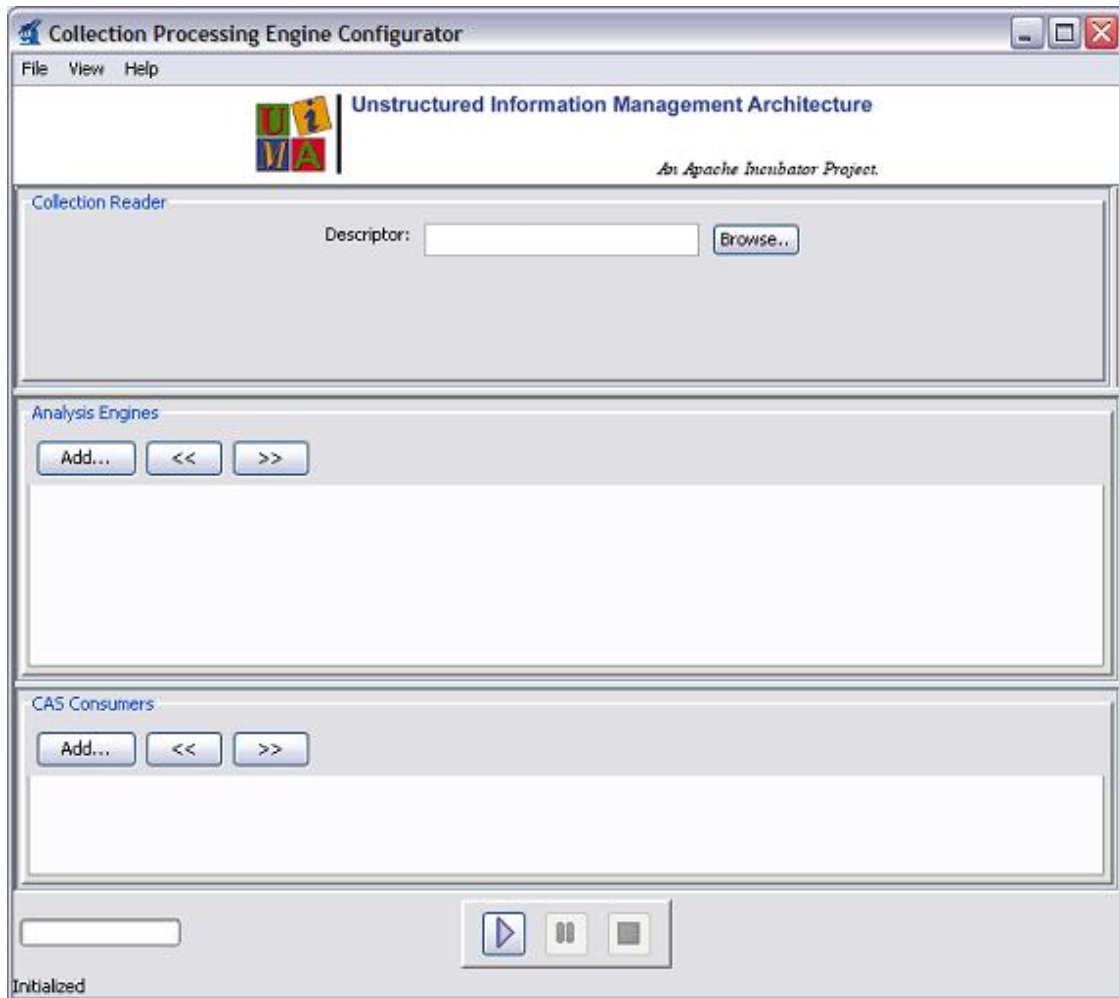 Collection Processing Engine Configurator
File View Help
UiMA
Unstructured Information Management Architecture
An Apache Incubator Project.
Collection Reader
Descriptor: Browse..
Analysis Engines
Add... << >>
CAS Consumers
Add... << >>
Initialized